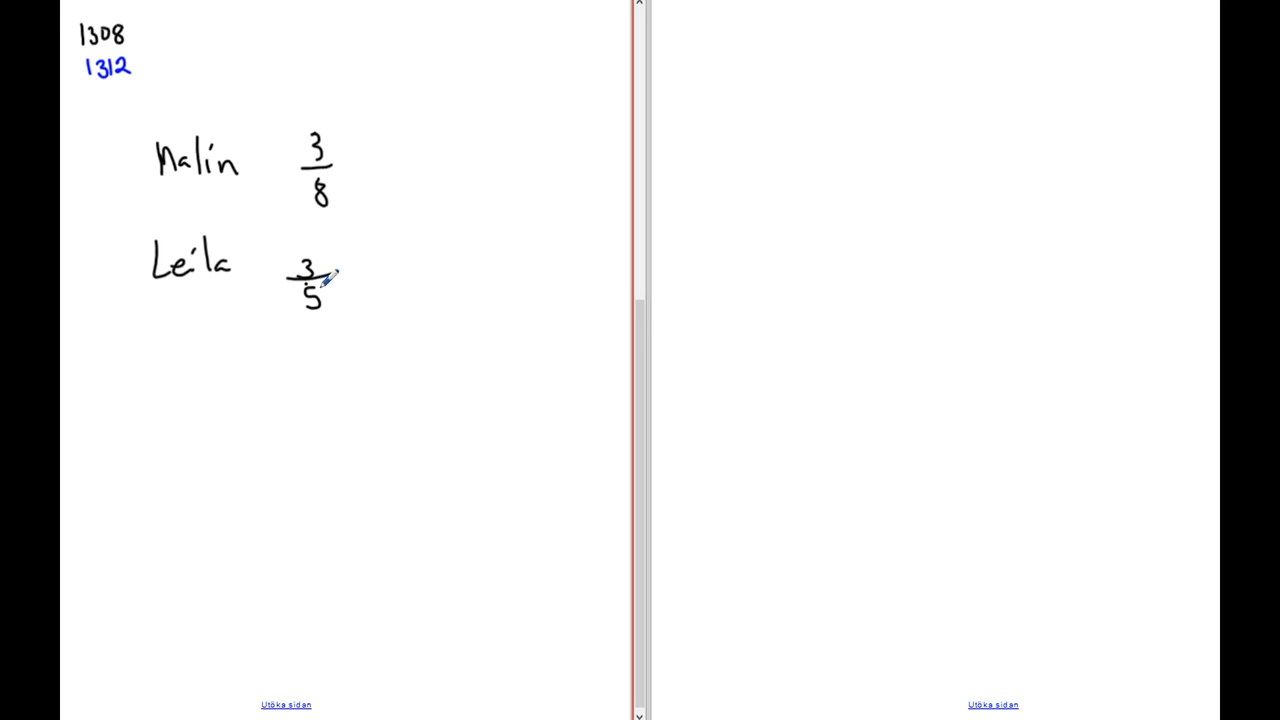 1308
1312
Malin 3/8
Leila 3/5
Utöka sidan
Utöka sidan